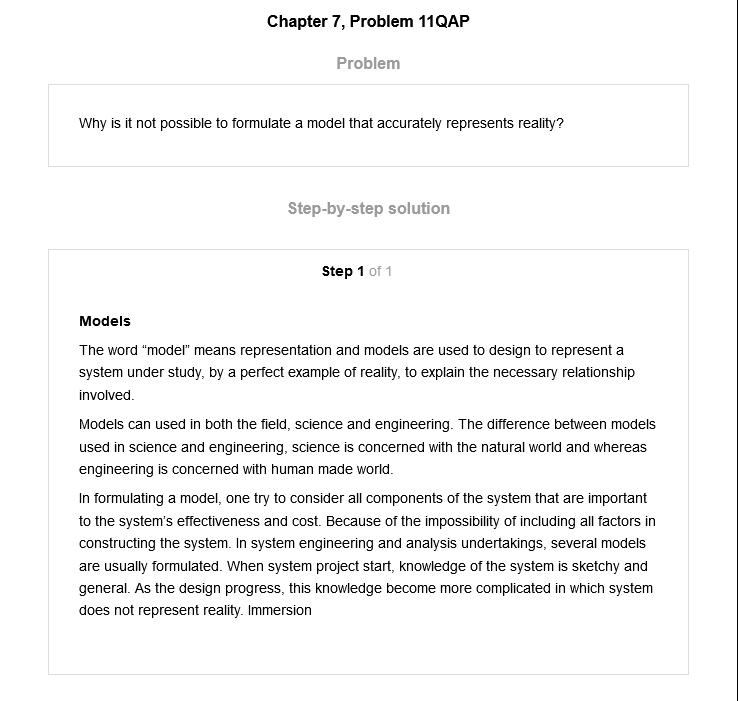 Chapter 7, Problem 11QAP
Problem
Why is it not possible to formulate a model that accurately represents reality?
Step-by-step solution
Step 1 of 1
Models
The word “model” means representation and models are used to design to represent a
system under study, by a perfect example of reality, to explain the necessary relationship
involved.
Models can used in both the field, science and engineering. The difference between models
used in science and engineering, science is concerned with the natural world and whereas
engineering is concerned with human made world.
In formulating a model, one try to consider all components of the system that are important
to the system’s effectiveness and cost. Because of the impossibility of including all factors in
constructing the system. In system engineering and analysis undertakings, several models
are usually formulated. When system project start, knowledge of the system is sketchy and
general. As the design progress, this knowledge become more complicated in which system
does not represent reality. Immersion